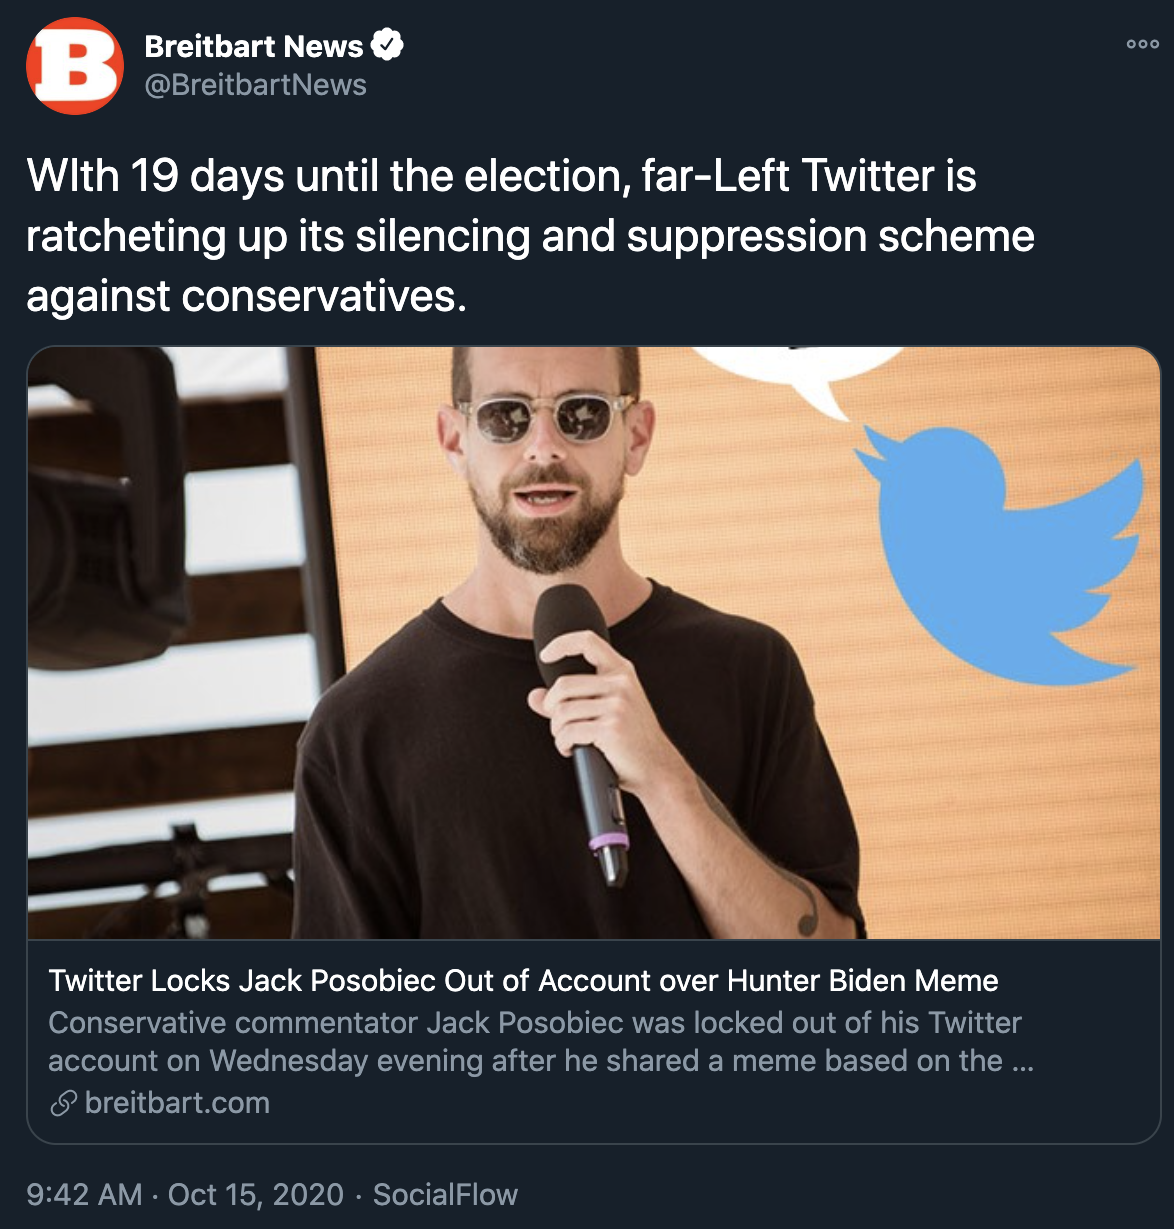 B
Breitbart News
@BreitbartNews
WIth 19 days until the election, far-Left Twitter is
ratcheting up its silencing and suppression scheme
against conservatives.
Twitter Locks Jack Posobiec Out of Account over Hunter Biden Meme
Conservative commentator Jack Posobiec was locked out of his Twitter
account on Wednesday evening after he shared a meme based on the ...
breitbart.com
9:42 AM · Oct 15, 2020 · SocialFlow